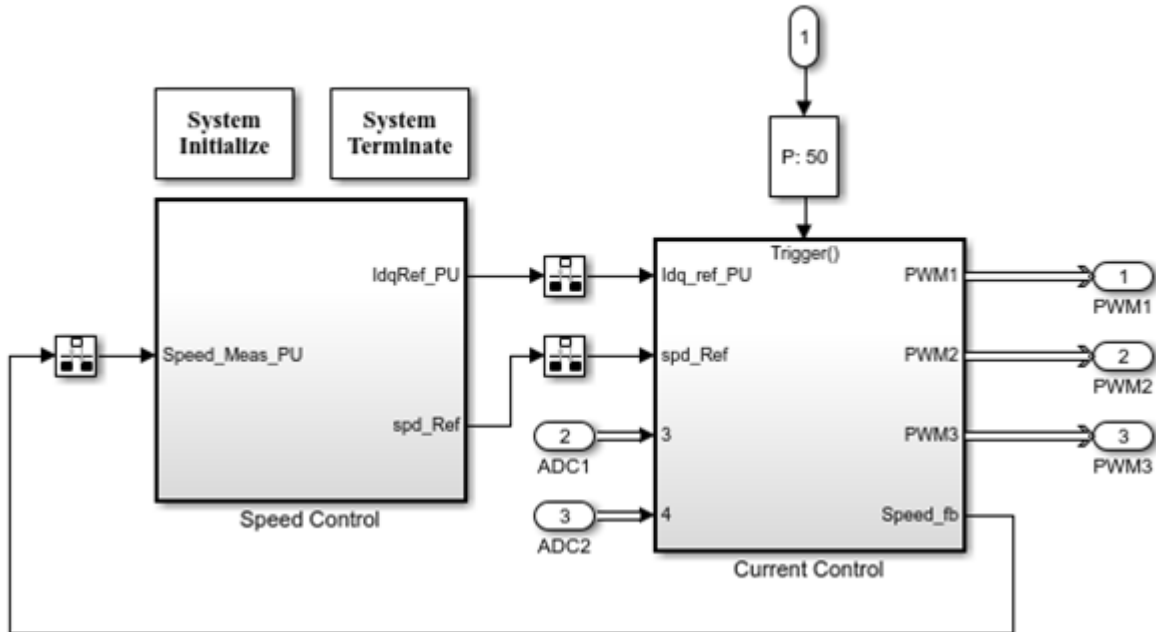 1
System
Initialize
System
Terminate
P: 50
Trigger()
IdqRef_PU
Idq_ref_PU
PWM1
1
PWM1
Speed_Meas_PU
spd_Ref
PWM2
2
PWM2
spd_Ref
2
ADC1
3
PWM3
3
PWM3
3
ADC2
4
Speed_fb
Speed Control
Current Control